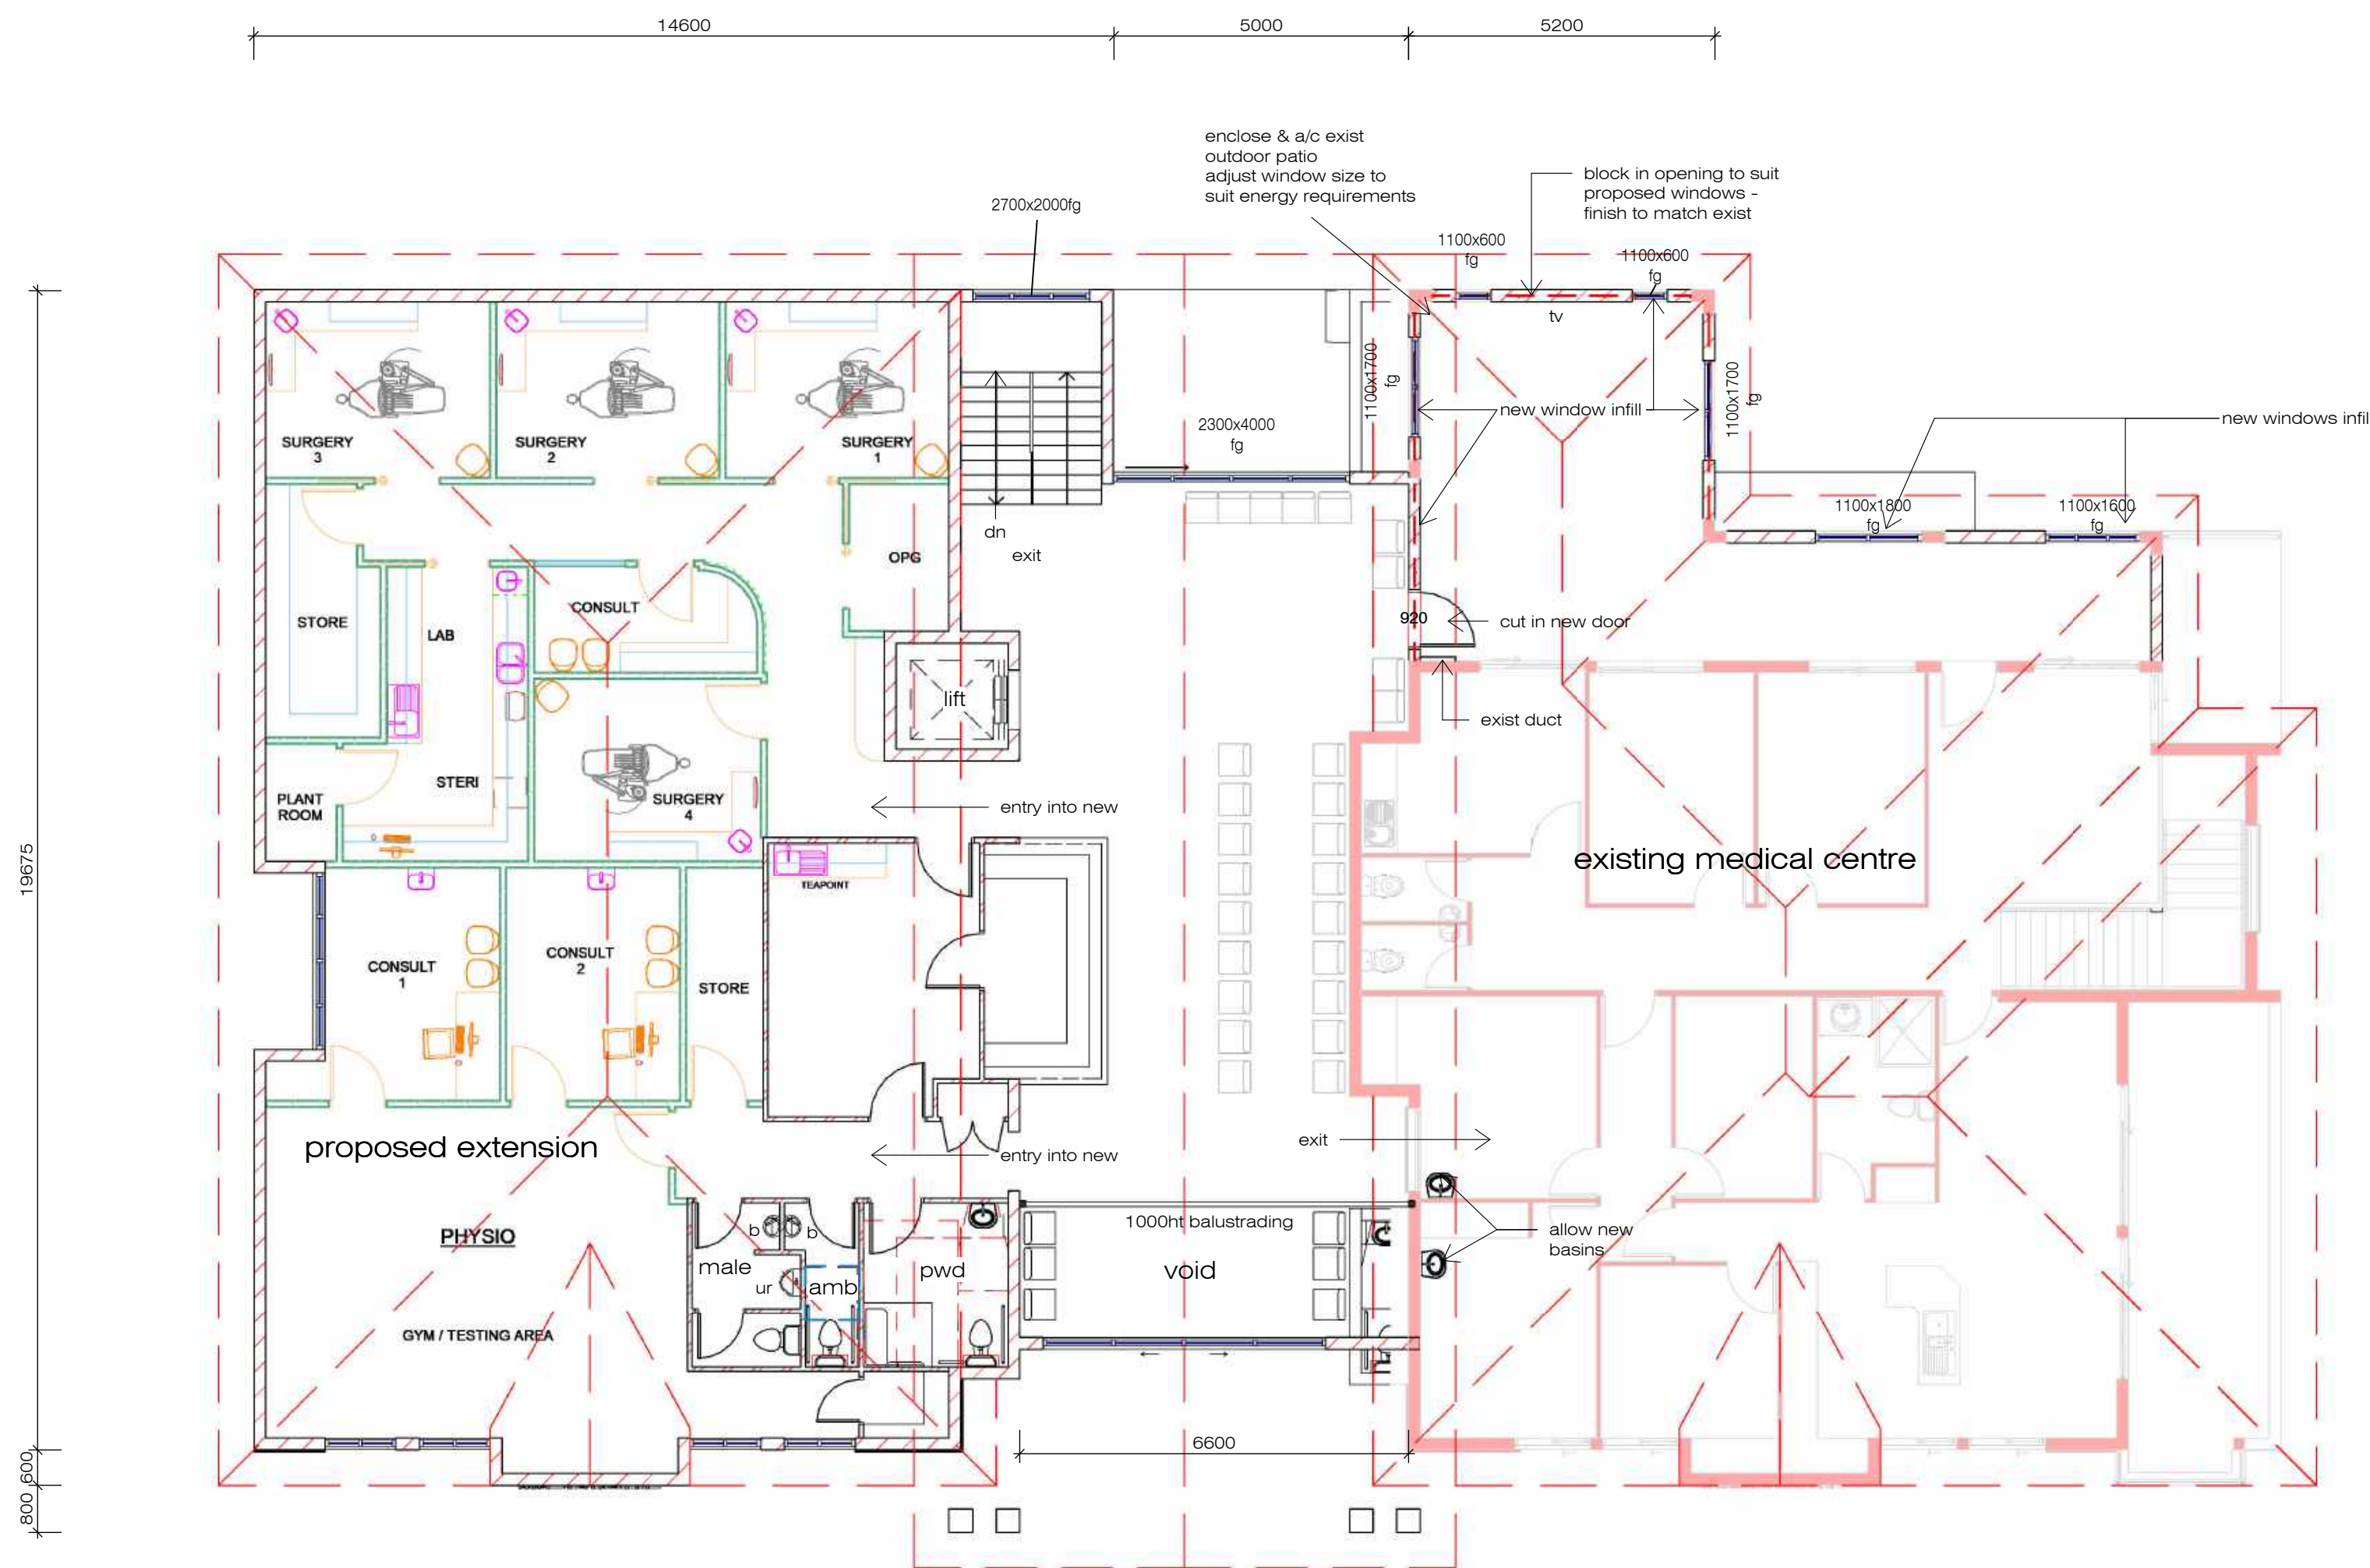 14600
5000
5200
enclose & a/c exist
outdoor patio
adjust window size to
suit energy requirements
block in opening to suit
proposed windows -
finish to match exist
2700x2000fg
1100x600
fg
1100x600
fg
tv
1100x1700
fg
1100x1700
fg
new window infill
new windows infil
2300x4000
fg
SURGERY
3
SURGERY
2
SURGERY
1
1100x1800
fg
1100x1600
fg
dn
exit
OPG
STORE
LAB
CONSULT
920
cut in new door
lift
exist duct
STERI
PLANT
ROOM
SURGERY
4
entry into new
existing medical centre
19675
TEAPOINT
CONSULT
1
CONSULT
2
STORE
proposed extension
entry into new
exit
PHYSIO
b
b
1000ht balustrading
allow new
basins
male
ur
amb
pwd
void
GYM / TESTING AREA
6600
600
800